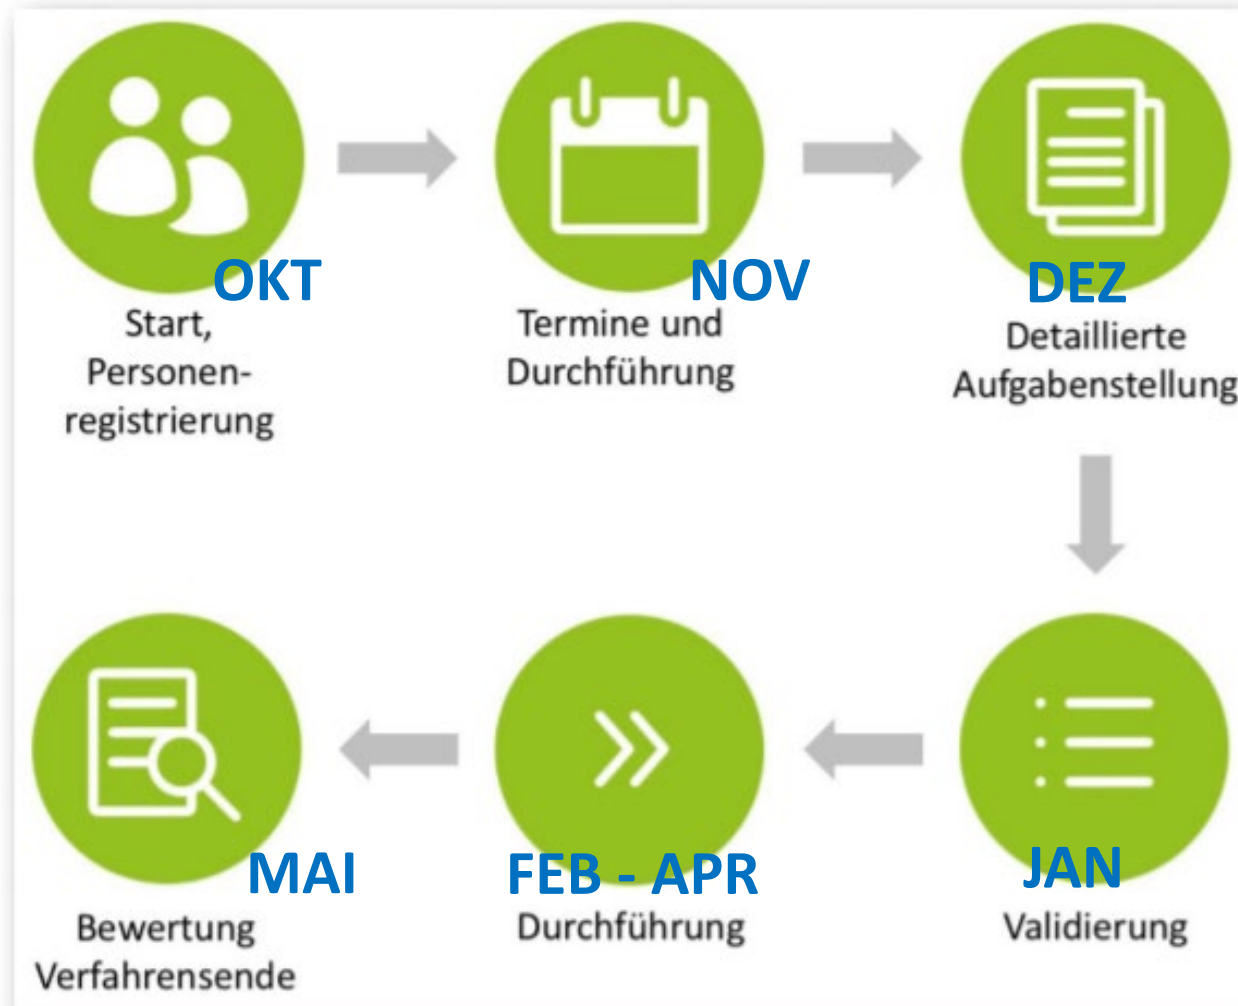 OKT
Start,
Personen-
registrierung
NOV
Termine und
Durchführung
DEZ
Detaillierte
Aufgabenstellung
JAN
Validierung
FEB - APR
Durchführung
MAI
Bewertung
Verfahrensende